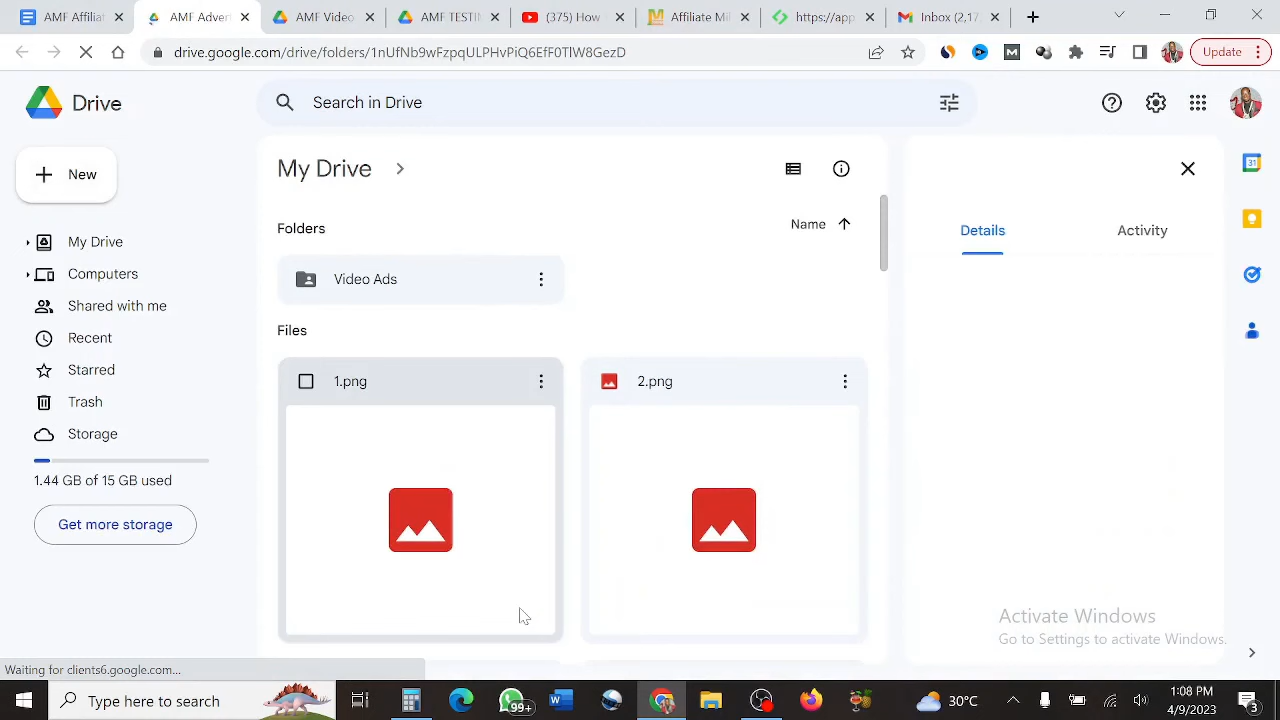 AMF Affiliat
AMF Adver
AMF Video
AMF
(375) How
Affiliate
https://a
Inbox (2,17
drive.google.com/drive/folders/1nUfNb9wFzpqULPHyPiQ6EfF0TlW8GezD
Update
Drive
Search in Drive
New
My Drive
Computers
Shared with me
Recent
Starred
Trash
Storage
1.44 GB of 15 GB used
Get more storage
My Drive
Folders
Name
Video Ads
Files
1.png
2.png
Details
Activity
31
Activate Windows
Go to Settings to activate Windows.
Waiting for clients6.google.com...
Type here to search
99+
30°C
1:08 PM
4/9/2023
3